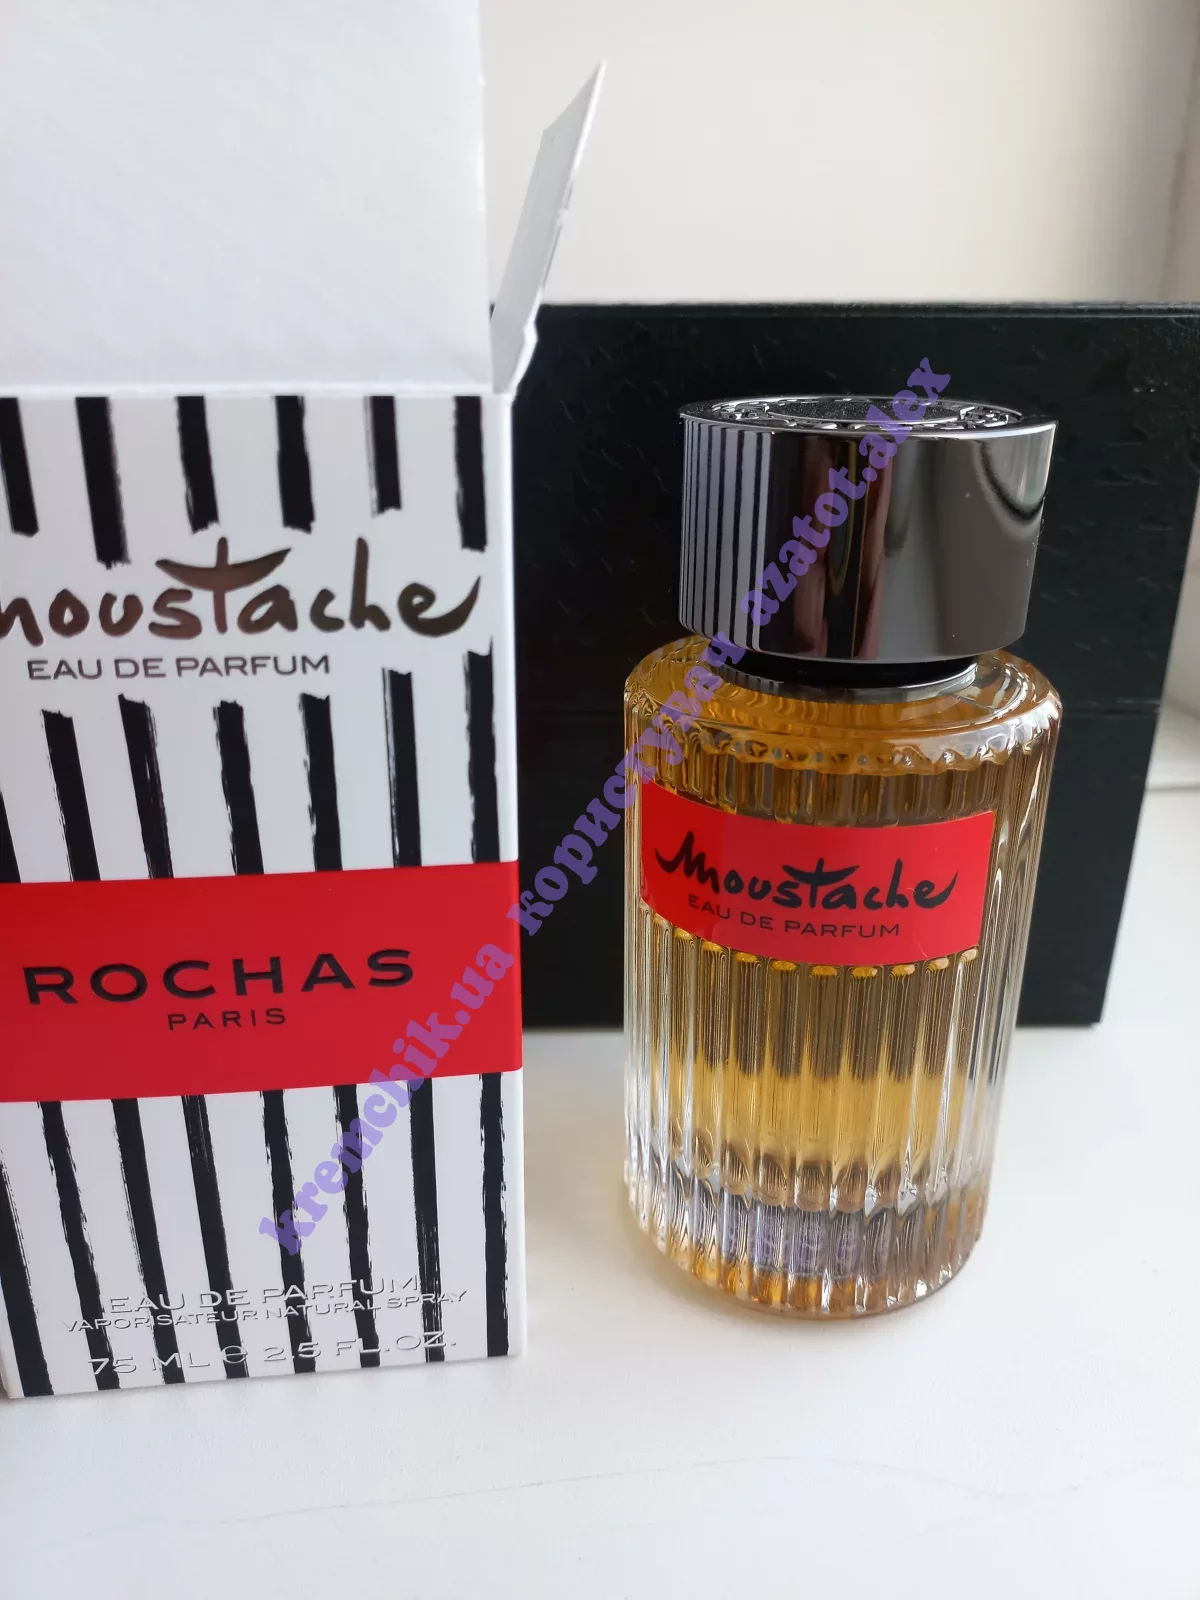 moustache
EAU DE PARFUM
ROCHAS
PARIS
EAU DE PARFUM
VAPORISATEUR NATURAL SPRAY
75 ML e 2.5 FL.OZ.
moustache
EAU DE PARFUM
kremchik.ua користувач azatot.alex